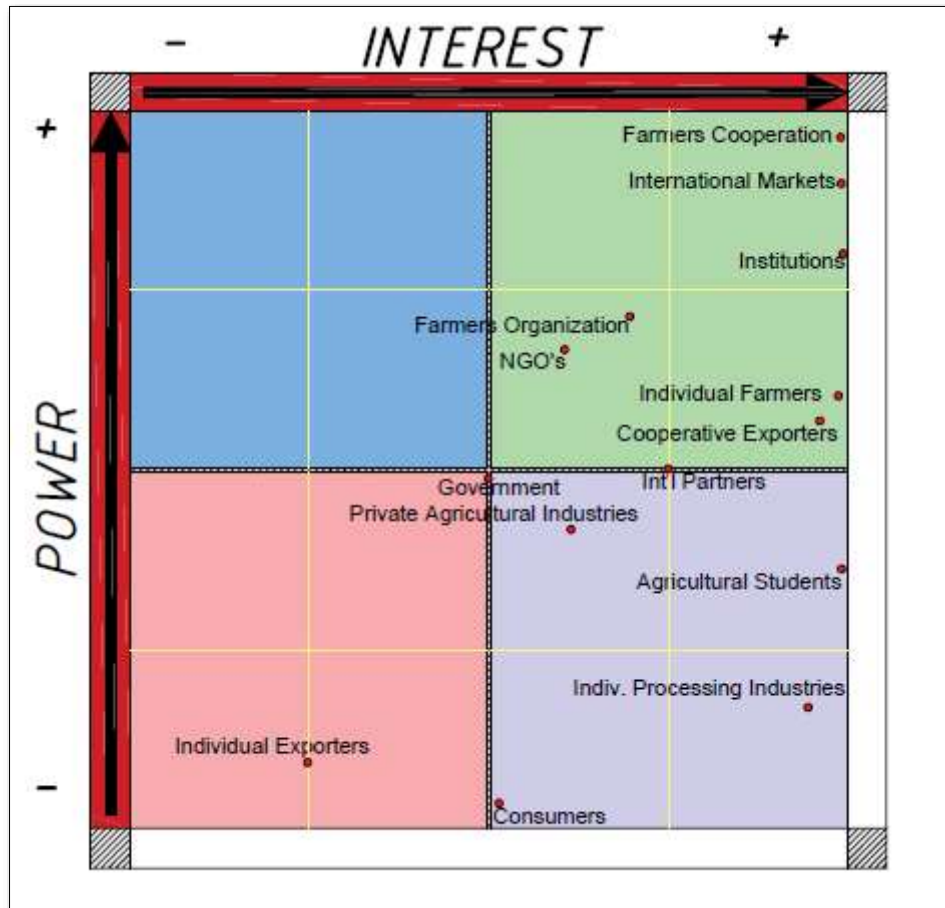 − INTEREST +
+
Farmers Cooperation
International Markets
Institutions
Farmers Organization
NGO's
Individual Farmers
Cooperative Exporters
POWER
Int'l Partners
Government
Private Agricultural Industries
Agricultural Students
Indiv. Processing Industries
Individual Exporters
−
Consumers